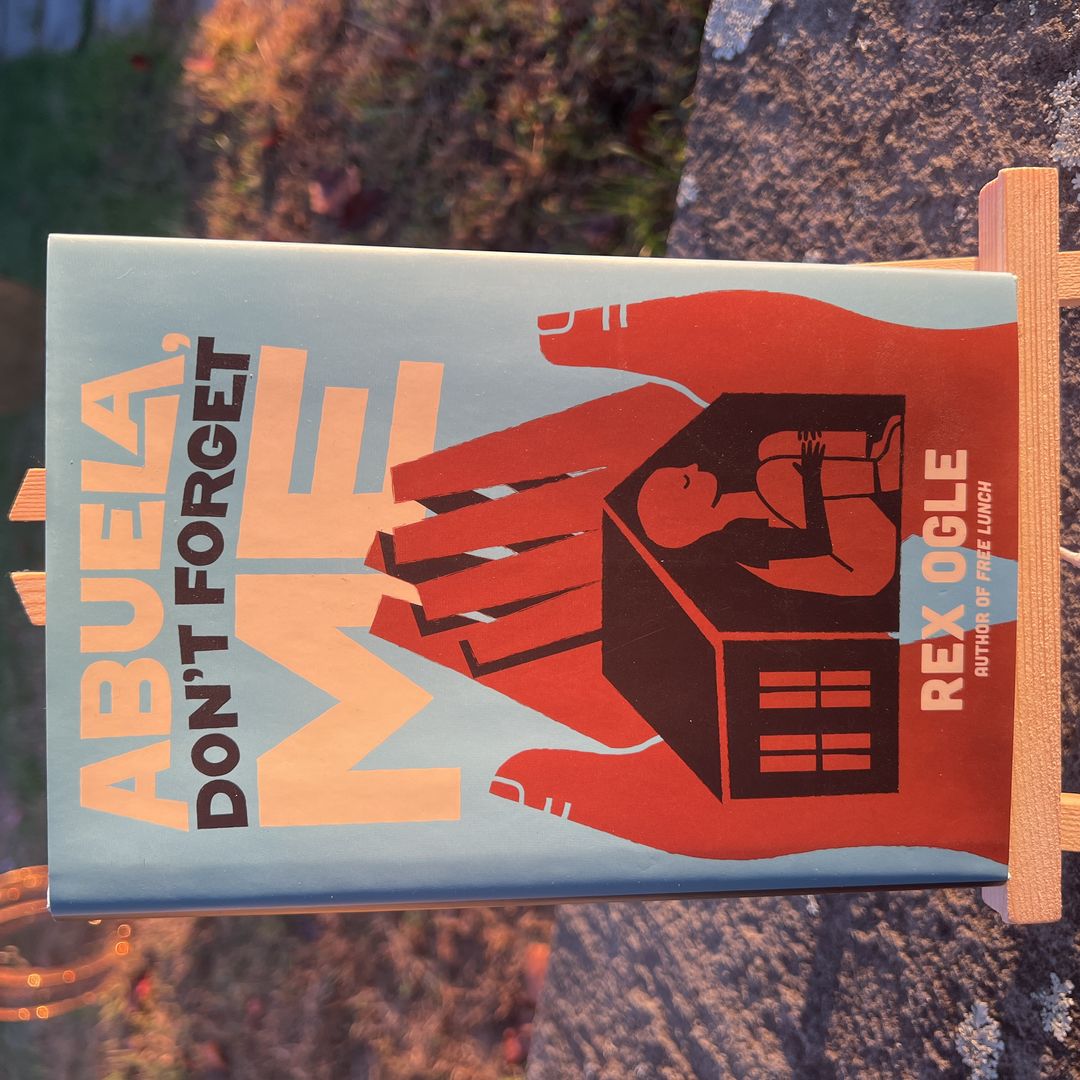 ABUELA,
DON'T FORGET
ME
REX OGLE
AUTHOR OF FREE LUNCH